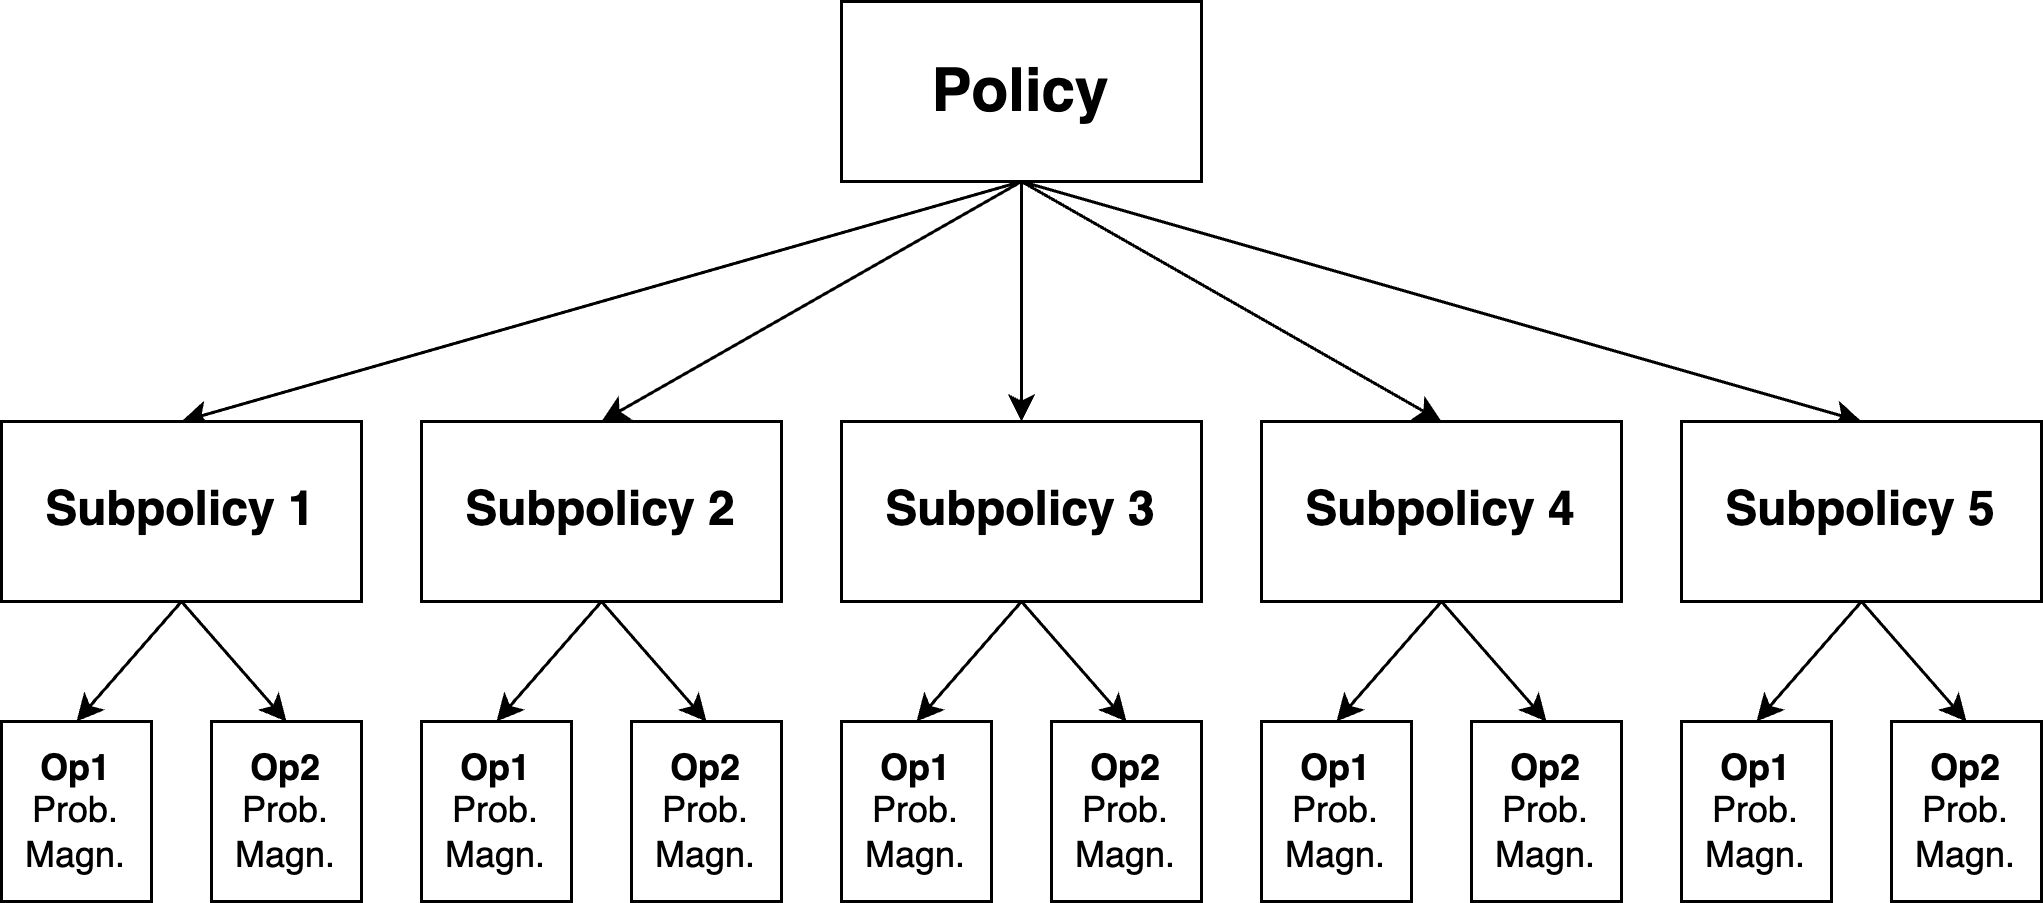 Policy
Subpolicy 1
Subpolicy 2
Subpolicy 3
Subpolicy 4
Subpolicy 5
Op1
Prob.
Magn.
Op2
Prob.
Magn.
Op1
Prob.
Magn.
Op2
Prob.
Magn.
Op1
Prob.
Magn.
Op2
Prob.
Magn.
Op1
Prob.
Magn.
Op2
Prob.
Magn.
Op1
Prob.
Magn.
Op2
Prob.
Magn.